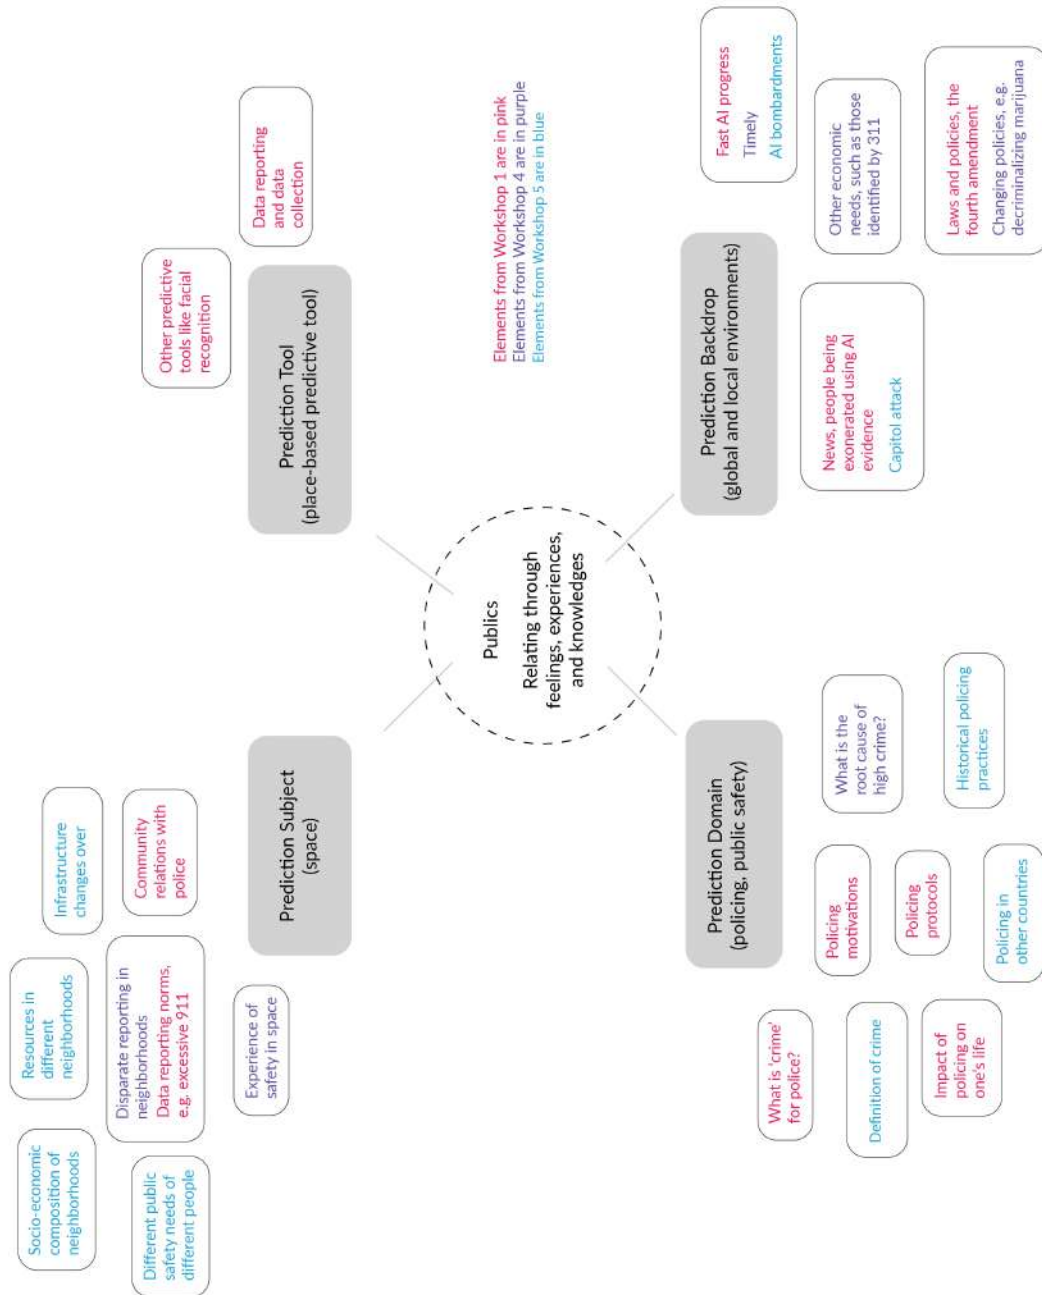 Socio-economic
composition of
neighborhoods
Resources in
different
neighborhoods
Infrastructure
changes over
Different public
safety needs of
different people
Disparate reporting in
neighborhoods
Data reporting norms,
e.g. excessive 911
Community
relations with
police
Experience of
safety in space
Prediction Subject
(space)
Other predictive
tools like facial
recognition
Data reporting
and data
collection
Prediction Tool
(place-based predictive tool)
Publics
Relating through
feelings, experiences,
and knowledges
Elements from Workshop 1 are in pink
Elements from Workshop 4 are in purple
Elements from Workshop 5 are in blue
Prediction Domain
(policing, public safety)
What is 'crime'
for police?
Definition of crime
Impact of
policing on
one's life
Policing
motivations
Policing
protocols
Policing in
other countries
What is the
root cause of
high crime?
Historical policing
practices
Prediction Backdrop
(global and local environments)
News, people being
exonerated using AI
evidence
Capitol attack
Fast AI progress
Timely
AI bombardments
Other economic
needs, such as those
identified by 311
Laws and policies, the
fourth amendment
Changing policies, e.g.
decriminalizing marijuana